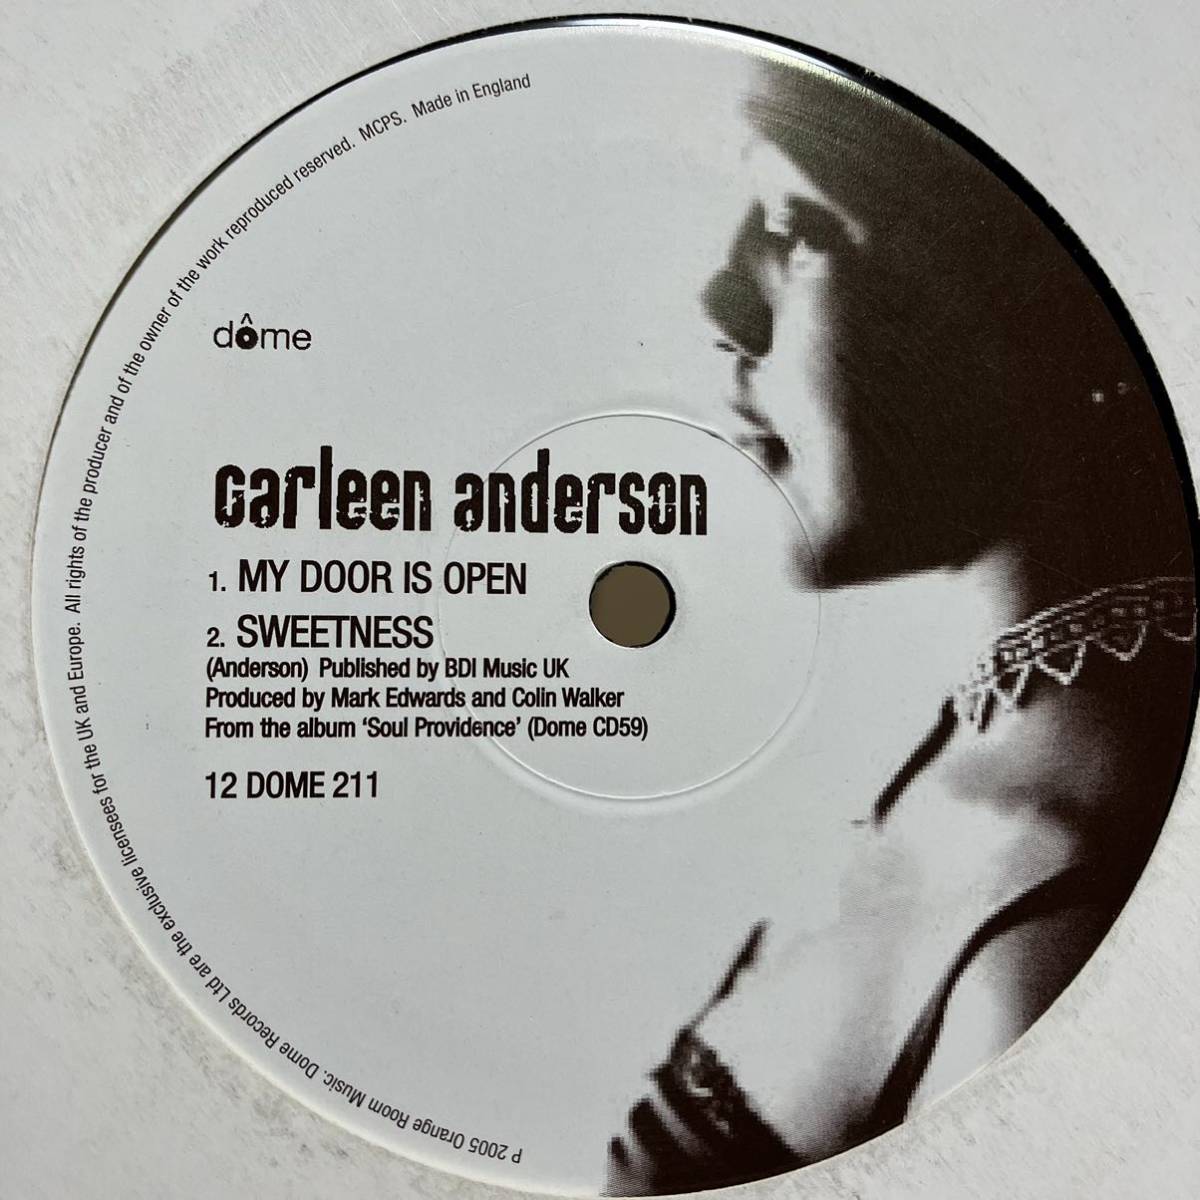 dôme
carleen anderson
1. MY DOOR IS OPEN
2. SWEETNESS
(Anderson) Published by BDI Music UK
Produced by Mark Edwards and Colin Walker
From the album ‘Soul Providence’ (Dome CD59)
12 DOME 211
P 2005 Orange Room Music. Dome Records Ltd are the exclusive licensees for the UK and Europe. All rights of the producer and of the owner of the work reproduced reserved. MCPS. Made in England